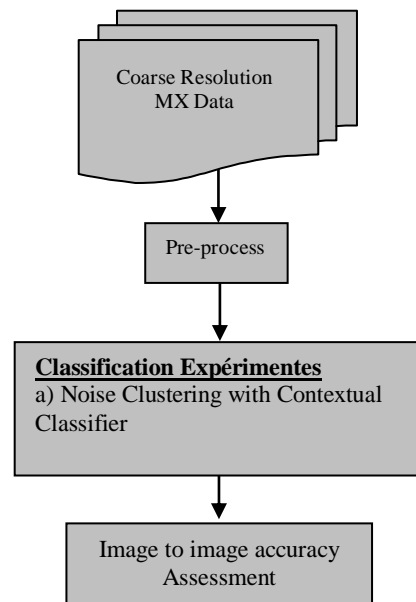 Coarse Resolution
MX Data
Pre-process
Classification Expérimentes
a) Noise Clustering with Contextual
Classifier
Image to image accuracy
Assessment